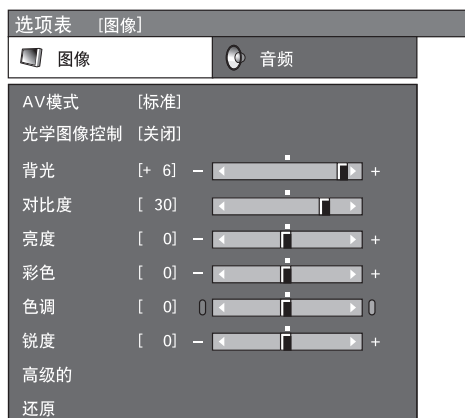 选项表 [图像]
图像 音频
AV模式 [标准]
光学图像控制 [关闭]
背光 [+ 6] − +
对比度 [ 30]
亮度 [ 0] − +
彩色 [ 0] − +
色调 [ 0]
锐度 [ 0] − +
高级的
还原